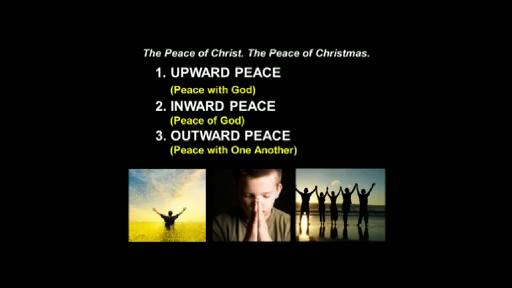 The Peace of Christ. The Peace of Christmas.
1. UPWARD PEACE
(Peace with God)
2. INWARD PEACE
(Peace of God)
3. OUTWARD PEACE
(Peace with One Another)